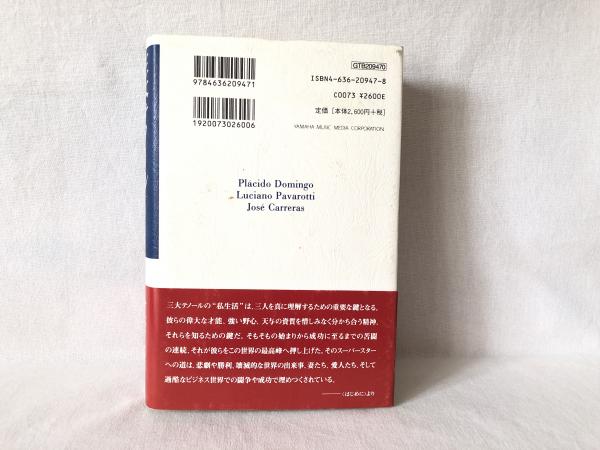 GTB209470
9784636209471
ISBN4-636-20947-8
C0073 ¥2600E
定価[本体2,600円+税]
1920073026006
YAMAHA MUSIC MEDIA CORPORATION
Plácido Domingo
Luciano Pavarotti
José Carreras
三大テノールの“私生活”は、三人を真に理解するための重要な鍵となる。
彼らの偉大な才能、強い野心、天与の資質を惜しみなく分かち合う精神、
それらを知るための鍵だ。そもそもの始まりから成功に至るまでの苦闘
の連続、それが彼らをこの世界の最高峰へ押し上げた。そのスーパースター
への道は、悲劇や勝利、壊滅的な世界の出来事、妻たち、愛人たち、そして
過酷なビジネス世界での闘争や成功で埋めつくされている。
――〈はじめに〉より